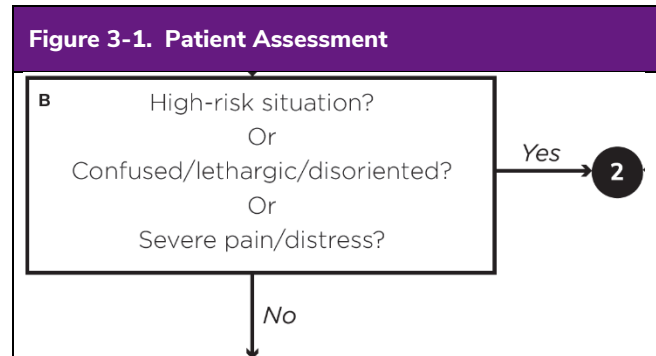 Figure 3-1. Patient Assessment
B
High-risk situation?
Or
Confused/lethargic/disoriented?
Or
Severe pain/distress?
Yes
2
No